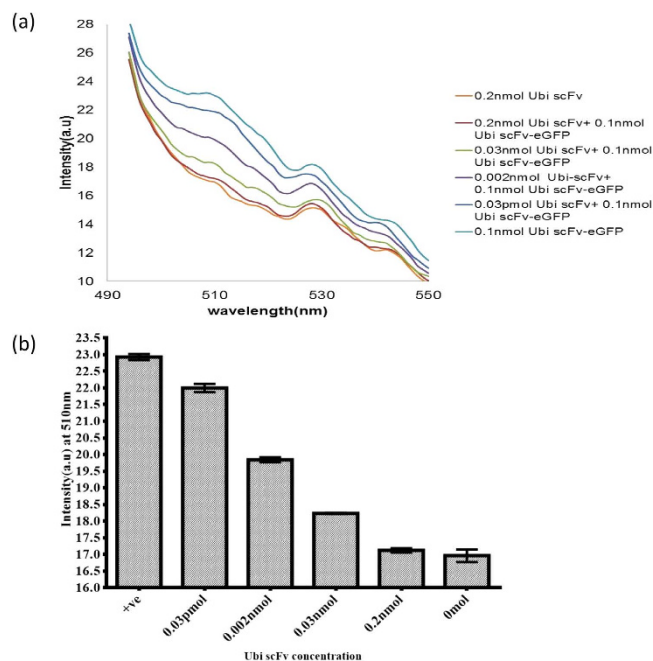 (a)
28
26
24
22
20
18
16
14
12
10
Intensity(a.u)
490
510
530
550
wavelength(nm)
0.2nmol Ubi scFv
0.2nmol Ubi scFv+ 0.1nmol
Ubi scFv-eGFP
0.03nmol Ubi scFv+ 0.1nmol
Ubi scFv-eGFP
0.002nmol Ubi-scFv+
0.1nmol Ubi scFv-eGFP
0.03pmol Ubi scFv+ 0.1nmol
Ubi scFv-eGFP
0.1nmol Ubi scFv-eGFP
(b)
23.5
23.0
22.5
22.0
21.5
21.0
20.5
20.0
19.5
19.0
18.5
18.0
17.5
17.0
16.5
16.0
Intensity(a.u) at 510nm
+ve
0.03pmol
0.002nmol
0.03nmol
0.2nmol
0mol
Ubi scFv concentration